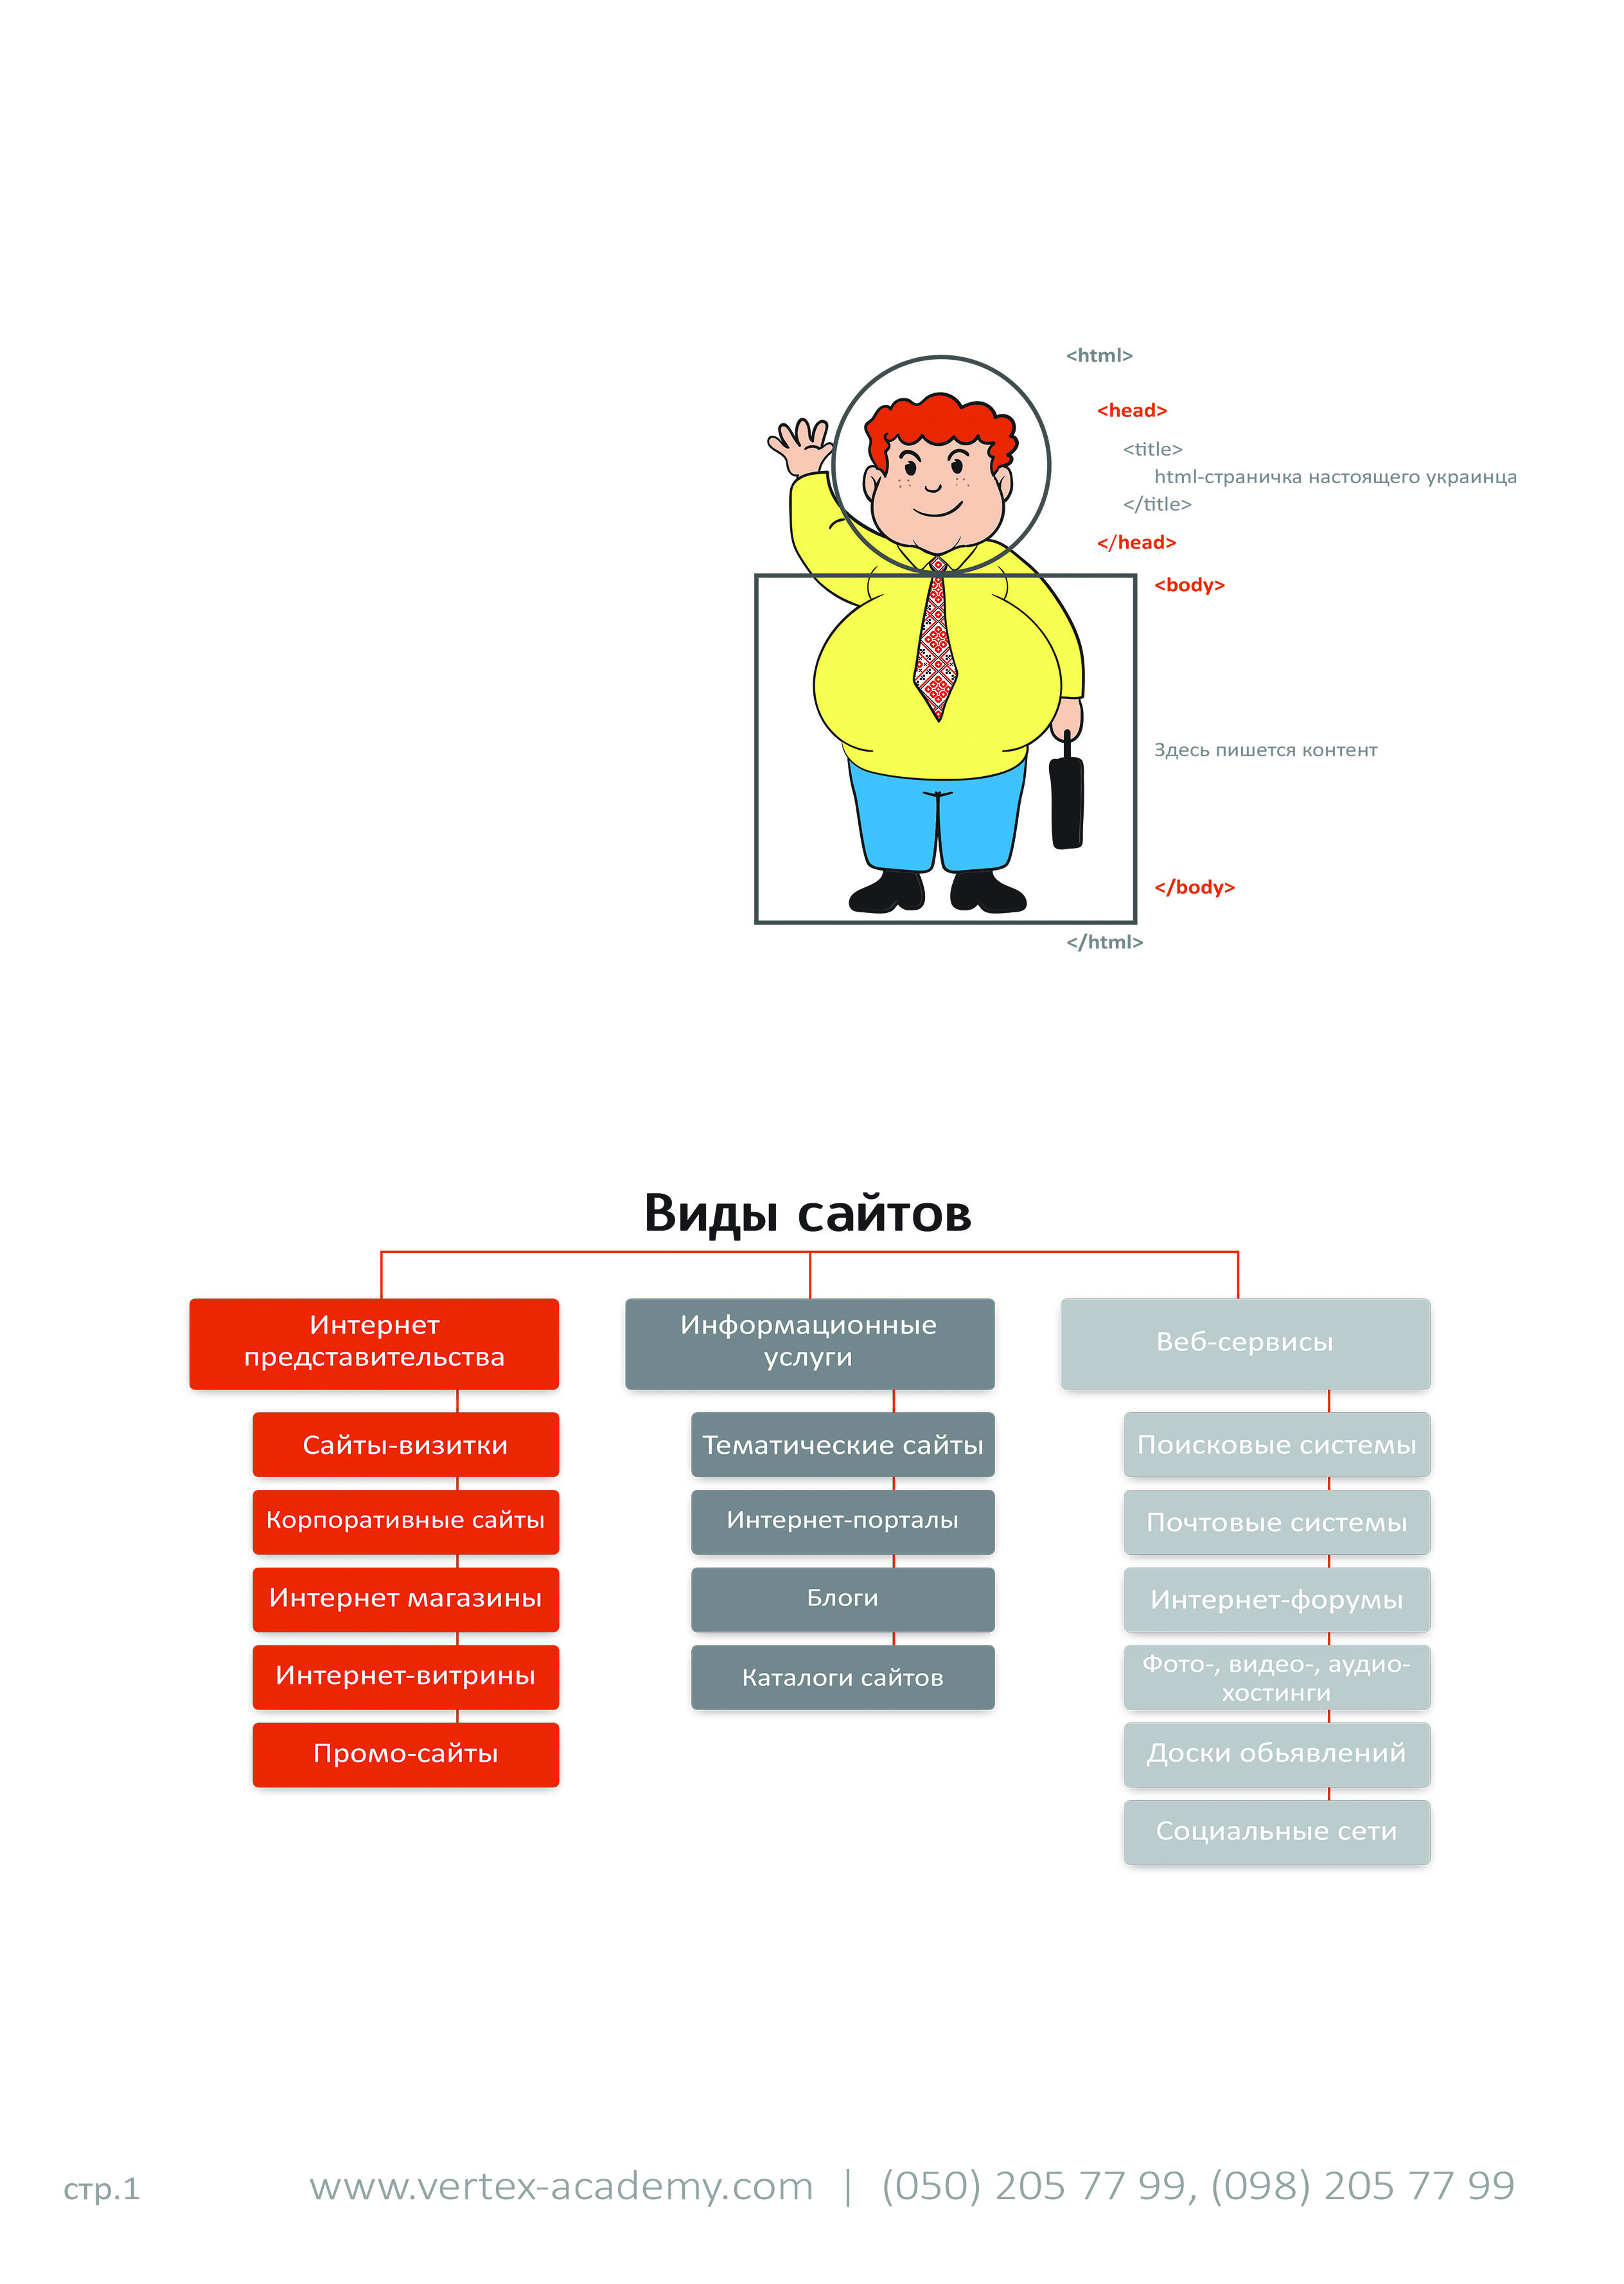 <html>
<head>
<title>
html-страничка настоящего украинца
</title>
</head>
<body>
Здесь пишется контент
</body>
</html>
Виды сайтов
Интернет
представительства
Сайты-визитки
Корпоративные сайты
Интернет магазины
Интернет-витрины
Промо-сайты
Информационные
услуги
Тематические сайты
Интернет-порталы
Блоги
Каталоги сайтов
Веб-сервисы
Поисковые системы
Почтовые системы
Интернет-форумы
Фото-, видео-, аудио-
хостинги
Доски обьявлений
Социальные сети
стр.1
www.vertex-academy.com | (050) 205 77 99, (098) 205 77 99